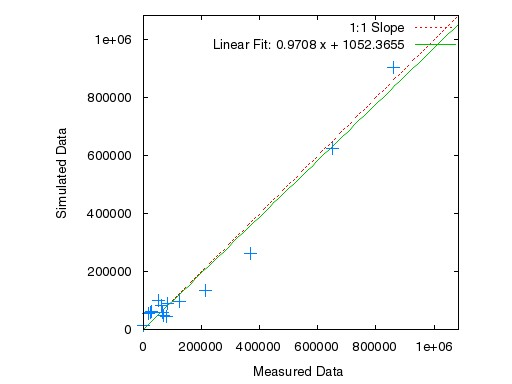 1:1 Slope
Linear Fit: 0.9708 x + 1052.3655
1e+06
800000
600000
400000
200000
0
Simulated Data
0 200000 400000 600000 800000 1e+06
Measured Data